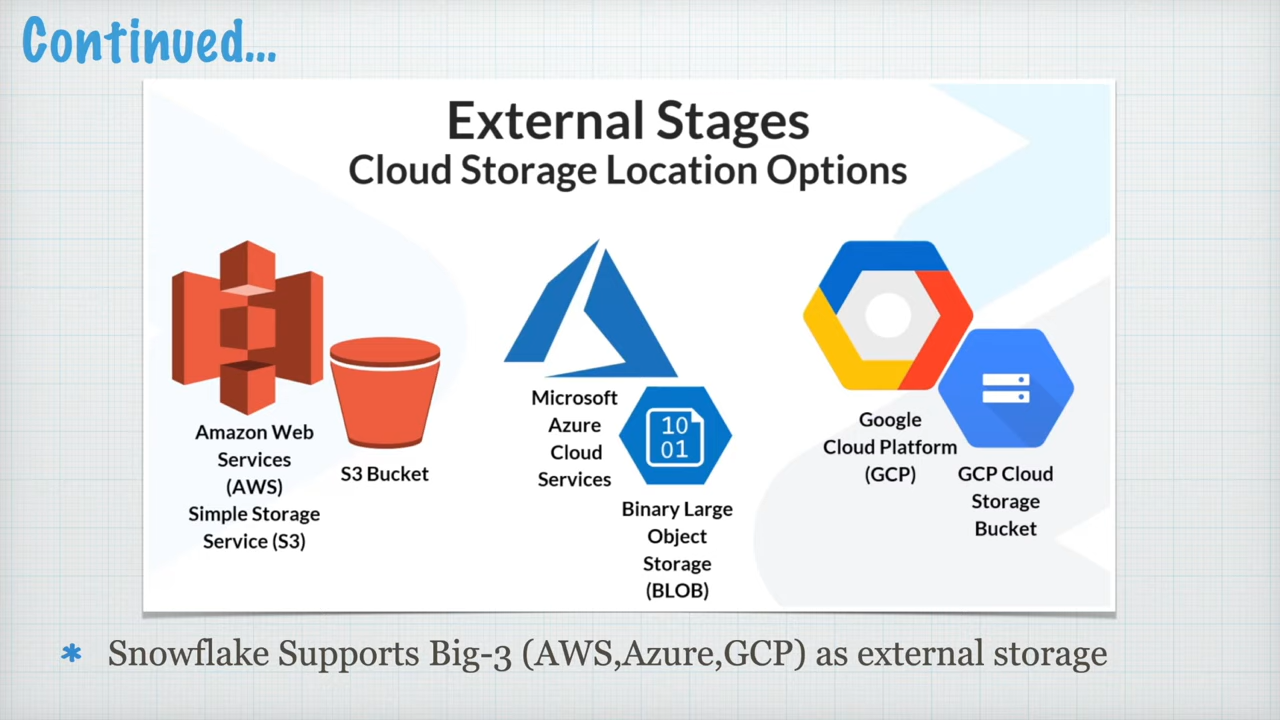 Continued...
External Stages
Cloud Storage Location Options
Amazon Web
Services
(AWS)
Simple Storage
Service (S3)
S3 Bucket
Microsoft
Azure
Cloud
Services
10
01
Binary Large
Object
Storage
(BLOB)
Google
Cloud Platform
(GCP)
GCP Cloud
Storage
Bucket
* Snowflake Supports Big-3 (AWS,Azure,GCP) as external storage